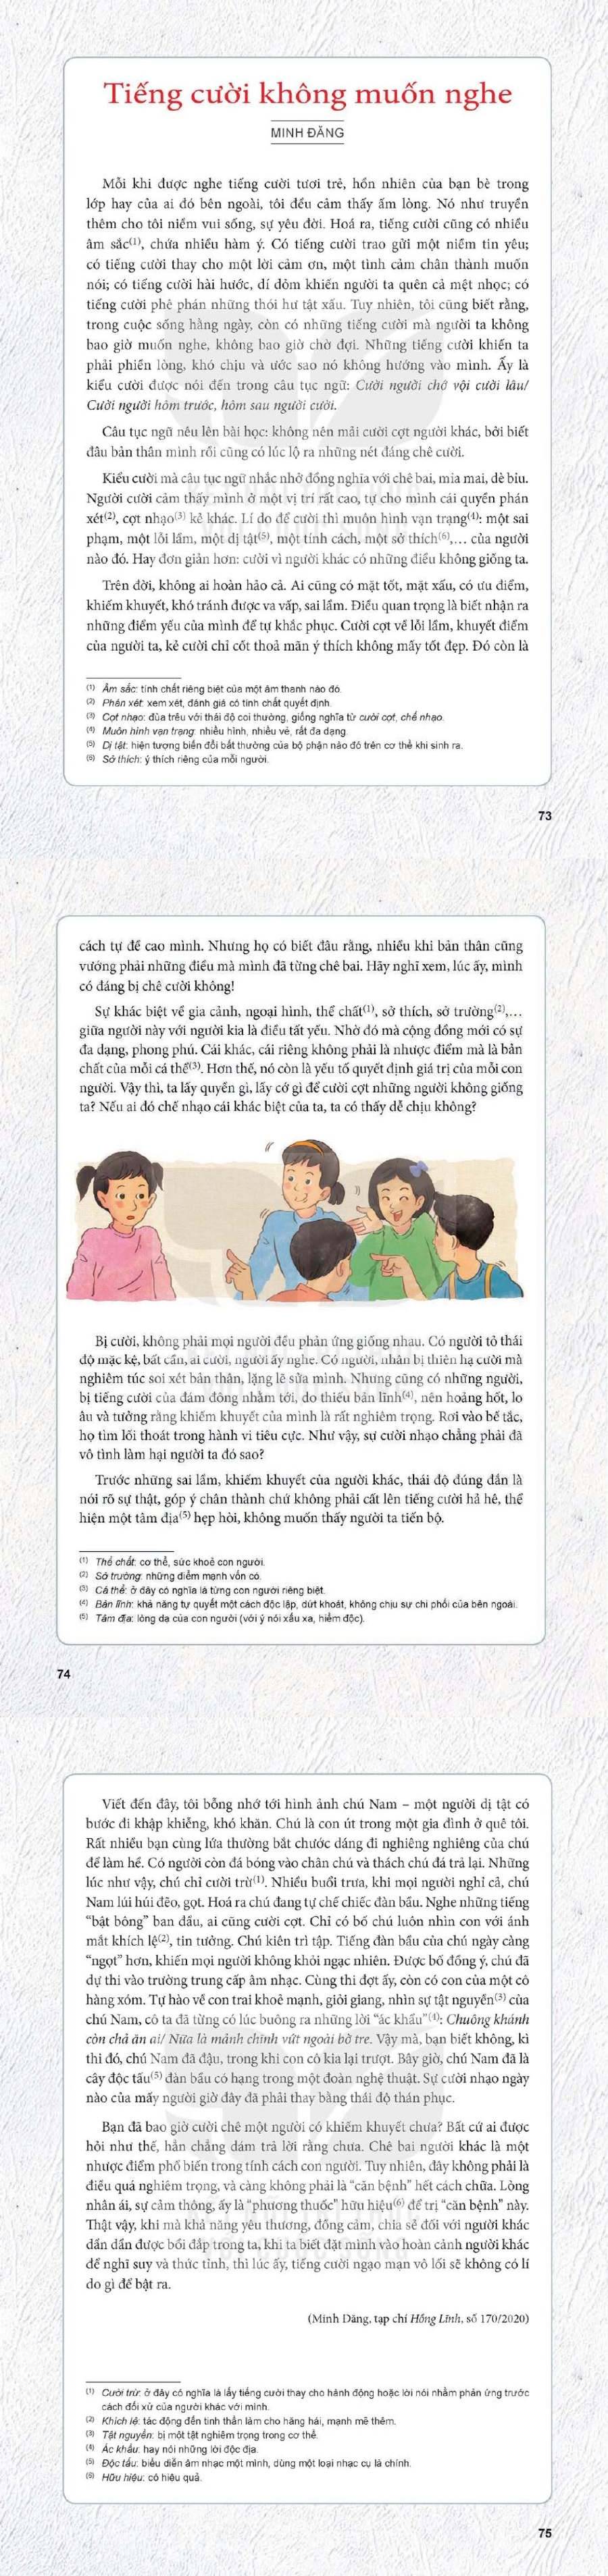 Tiếng cười không muốn nghe
MINH ĐĂNG
Mỗi khi được nghe tiếng cười tươi trẻ, hồn nhiên của bạn bè trong
lớp hay của ai đó bên ngoài, tôi đều cảm thấy ấm lòng. Nó như truyền
thêm cho tôi niềm vui sống, sự yêu đời. Hoá ra, tiếng cười cũng có nhiều
âm sắc(1), chứa nhiều hàm ý. Có tiếng cười trao gửi một niềm tin yêu;
có tiếng cười thay cho một lời cảm ơn, một tình cảm chân thành muốn
nói; có tiếng cười hài hước, dí dỏm khiến người ta quên cả mệt nhọc; có
tiếng cười phê phán những thói hư tật xấu. Tuy nhiên, tôi cũng biết rằng,
trong cuộc sống hằng ngày, còn có những tiếng cười mà người ta không
bao giờ muốn nghe, không bao giờ chờ đợi. Những tiếng cười khiến ta
phải phiền lòng, khó chịu và ước sao nó không hướng vào mình. Ấy là
kiểu cười được nói đến trong câu tục ngữ: Cười người chớ vội cười lâu/
Cười người hôm trước, hôm sau người cười.
Câu tục ngữ nêu lên bài học: không nên mải cười cợt người khác, bởi biết
đâu bản thân mình rồi cũng có lúc lộ ra những nét đáng chê cười.
Kiểu cười mà câu tục ngữ nhắc nhở đồng nghĩa với chê bai, mỉa mai, dè bỉu.
Người cười cảm thấy mình ở một vị trí rất cao, tự cho mình cái quyền phán
xét(2), cợt nhạo(3) kẻ khác. Lí do để cười thì muôn hình vạn trạng(4): một sai
phạm, một lỗi lầm, một dị tật(5), một tính cách, một sở thích(6),... của người
nào đó. Hay đơn giản hơn: cười vì người khác có những điều không giống ta.
Trên đời, không ai hoàn hảo cả. Ai cũng có mặt tốt, mặt xấu, có ưu điểm,
khiếm khuyết, khó tránh được va vấp, sai lầm. Điều quan trọng là biết nhận ra
những điểm yếu của mình để tự khắc phục. Cười cợt về lỗi lầm, khuyết điểm
của người ta, kẻ cười chỉ cốt thoả mãn ý thích không mấy tốt đẹp. Đó còn là
(1) Âm sắc: tính chất riêng biệt của một âm thanh nào đó.
(2) Phán xét: xem xét, đánh giá có tính chất quyết định.
(3) Cợt nhạo: đùa trêu với thái độ coi thường, giống nghĩa từ cười cợt, chế nhạo.
(4) Muôn hình vạn trạng: nhiều hình, nhiều vẻ, rất đa dạng.
(5) Dị tật: hiện tượng biến đổi bất thường của bộ phận nào đó trên cơ thể khi sinh ra.
(6) Sở thích: ý thích riêng của mỗi người.
73
cách tự đề cao mình. Nhưng họ có biết đâu rằng, nhiều khi bản thân cũng
vướng phải những điều mà mình đã từng chê bai. Hãy nghĩ xem, lúc ấy, mình
có đáng bị chê cười không!
Sự khác biệt về gia cảnh, ngoại hình, thể chất(1), sở thích, sở trường(2),...
giữa người này với người kia là điều tất yếu. Nhờ đó mà cộng đồng mới có sự
đa dạng, phong phú. Cái khác, cái riêng không phải là nhược điểm mà là bản
chất của mỗi cá thể(3). Hơn thế, nó còn là yếu tố quyết định giá trị của mỗi con
người. Vậy thì, ta lấy quyền gì, lấy cớ gì để cười cợt những người không giống
ta? Nếu ai đó chế nhạo cái khác biệt của ta, ta có thấy dễ chịu không?
Bị cười, không phải mọi người đều phản ứng giống nhau. Có người tỏ thái
độ mặc kệ, bất cần, ai cười, người ấy nghe. Có người, nhân bị thiên hạ cười mà
nghiêm túc soi xét bản thân, lặng lẽ sửa mình. Nhưng cũng có những người,
bị tiếng cười của đám đông nhằm tới, do thiếu bản lĩnh(4), nên hoảng hốt, lo
âu và tưởng rằng khiếm khuyết của mình là rất nghiêm trọng. Rơi vào bế tắc,
họ tìm lối thoát trong hành vi tiêu cực. Như vậy, sự cười nhạo chẳng phải đã
vô tình làm hại người ta đó sao?
Trước những sai lầm, khiếm khuyết của người khác, thái độ đúng đắn là
nói rõ sự thật, góp ý chân thành chứ không phải cất lên tiếng cười hả hê, thể
hiện một tâm địa(5) hẹp hòi, không muốn thấy người ta tiến bộ.
(1) Thể chất: cơ thể, sức khoẻ con người.
(2) Sở trường: những điểm mạnh vốn có.
(3) Cá thể: ở đây có nghĩa là từng con người riêng biệt.
(4) Bản lĩnh: khả năng tự quyết một cách độc lập, dứt khoát, không chịu sự chi phối của bên ngoài.
(5) Tâm địa: lòng dạ của con người (với ý nói xấu xa, hiểm độc).
74
Viết đến đây, tôi bỗng nhớ tới hình ảnh chú Nam – một người dị tật có
bước đi khập khiễng, khó khăn. Chú là con út trong một gia đình ở quê tôi.
Rất nhiều bạn cùng lứa thường bắt chước dáng đi nghiêng nghiêng của chú
để làm hề. Có người còn đá bóng vào chân chú và thách chú đá trả lại. Những
lúc như vậy, chú chỉ cười trừ(1). Nhiều buổi trưa, khi mọi người nghỉ cả, chú
Nam lúi húi đẽo, gọt. Hoá ra chú đang tự chế chiếc đàn bầu. Nghe những tiếng
"bật bông" ban đầu, ai cũng cười cợt. Chỉ có bố chú luôn nhìn con với ánh
mắt khích lệ(2), tin tưởng. Chú kiên trì tập. Tiếng đàn bầu của chú ngày càng
"ngọt" hơn, khiến mọi người không khỏi ngạc nhiên. Được bố đồng ý, chú đã
dự thi vào trường trung cấp âm nhạc. Cùng thi đợt ấy, còn có con của một cô
hàng xóm. Tự hào về con trai khoẻ mạnh, giỏi giang, nhìn sự tật nguyền(3) của
chú Nam, cô ta đã từng có lúc buông ra những lời "ác khẩu"(4): Chuông khánh
còn chả ăn ai/ Nữa là mảnh chĩnh vứt ngoài bờ tre. Vậy mà, bạn biết không, kì
thi đó, chú Nam đã đậu, trong khi con cô kia lại trượt. Bây giờ, chú Nam đã là
cây độc tấu(5) đàn bầu có hạng trong một đoàn nghệ thuật. Sự cười nhạo ngày
nào của mấy người giờ đây đã phải thay bằng thái độ thán phục.
Bạn đã bao giờ cười chê một người có khiếm khuyết chưa? Bất cứ ai được
hỏi như thế, hẳn chẳng dám trả lời rằng chưa. Chê bai người khác là một
nhược điểm phổ biến trong tính cách con người. Tuy nhiên, đây không phải là
điều quá nghiêm trọng, và càng không phải là "căn bệnh" hết cách chữa. Lòng
nhân ái, sự cảm thông, ấy là "phương thuốc" hữu hiệu(6) để trị "căn bệnh" này.
Thật vậy, khi mà khả năng yêu thương, đồng cảm, chia sẻ đối với người khác
dần dần được bồi đắp trong ta, khi ta biết đặt mình vào hoàn cảnh người khác
để nghĩ suy và thức tỉnh, thì lúc ấy, tiếng cười ngạo mạn vô lối sẽ không có lí
do gì để bật ra.
(Minh Đăng, tạp chí Hồng Lĩnh, số 170/2020)
(1) Cười trừ: ở đây có nghĩa là lấy tiếng cười thay cho hành động hoặc lời nói nhằm phản ứng trước
cách đối xử của người khác với mình.
(2) Khích lệ: tác động đến tinh thần làm cho hăng hái, mạnh mẽ thêm.
(3) Tật nguyền: bị một tật nghiêm trọng trong cơ thể.
(4) Ác khẩu: hay nói những lời độc địa.
(5) Độc tấu: biểu diễn âm nhạc một mình, dùng một loại nhạc cụ là chính.
(6) Hữu hiệu: có hiệu quả.
75